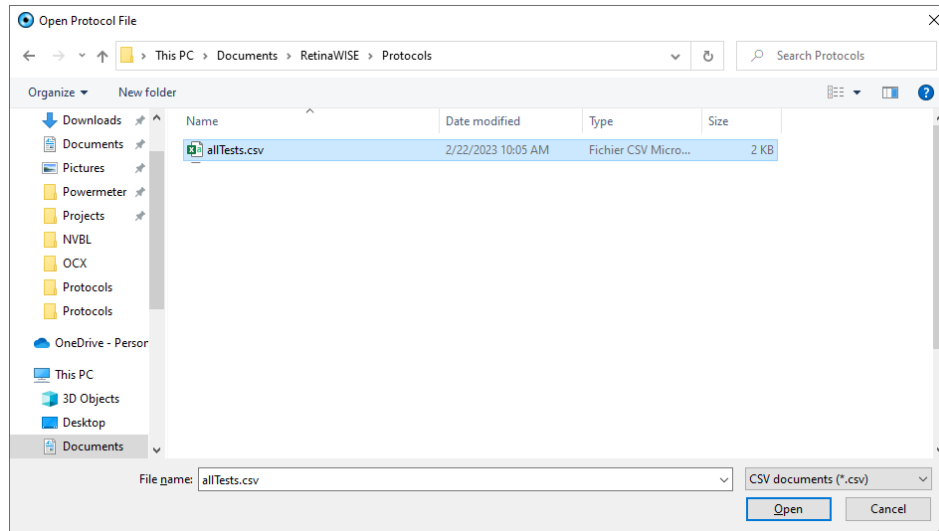 Open Protocol File
This PC > Documents > RetinaWISE > Protocols
Search Protocols
Organize
New folder
Name
Date modified
Type
Size
allTests.csv
2/22/2023 10:05 AM
Fichier CSV Micro...
2 KB
Downloads
Documents
Pictures
Powermeter
Projects
NVBL
OCX
Protocols
Protocols
OneDrive - Person
This PC
3D Objects
Desktop
Documents
File name: allTests.csv
CSV documents (*.csv)
Open
Cancel